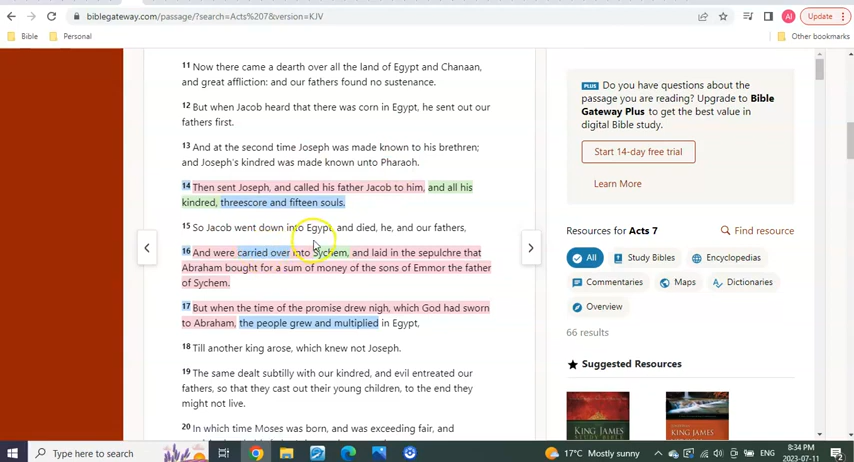 biblegateway.com/passage/?search=Acts%207&version=KJV
AI
Update
Bible
Personal
Other bookmarks
11 Now there came a dearth over all the land of Egypt and Chanaan,
and great affliction: and our fathers found no sustenance.
12 But when Jacob heard that there was corn in Egypt, he sent out our
fathers first.
13 And at the second time Joseph was made known to his brethren;
and Joseph's kindred was made known unto Pharaoh.
14 Then sent Joseph, and called his father Jacob to him, and all his
kindred, threescore and fifteen souls.
15 So Jacob went down into Egypt, and died, he, and our fathers,
16 And were carried over into Sychem, and laid in the sepulchre that
Abraham bought for a sum of money of the sons of Emmor the father
of Sychem.
17 But when the time of the promise drew nigh, which God had sworn
to Abraham, the people grew and multiplied in Egypt,
18 Till another king arose, which knew not Joseph.
19 The same dealt subtilly with our kindred, and evil entreated our
fathers, so that they cast out their young children, to the end they
might not live.
20 In which time Moses was born, and was exceeding fair, and
PLUS Do you have questions about the
passage you are reading? Upgrade to Bible
Gateway Plus to get the best value in
digital Bible study.
Start 14-day free trial
Learn More
Resources for Acts 7
Find resource
All
Study Bibles
Encyclopedias
Commentaries
Maps
Dictionaries
Overview
66 results
Suggested Resources
KING JAMES
KING JAMES
Type here to search
17°C Mostly sunny
ENG
8:34 PM
2023-07-11